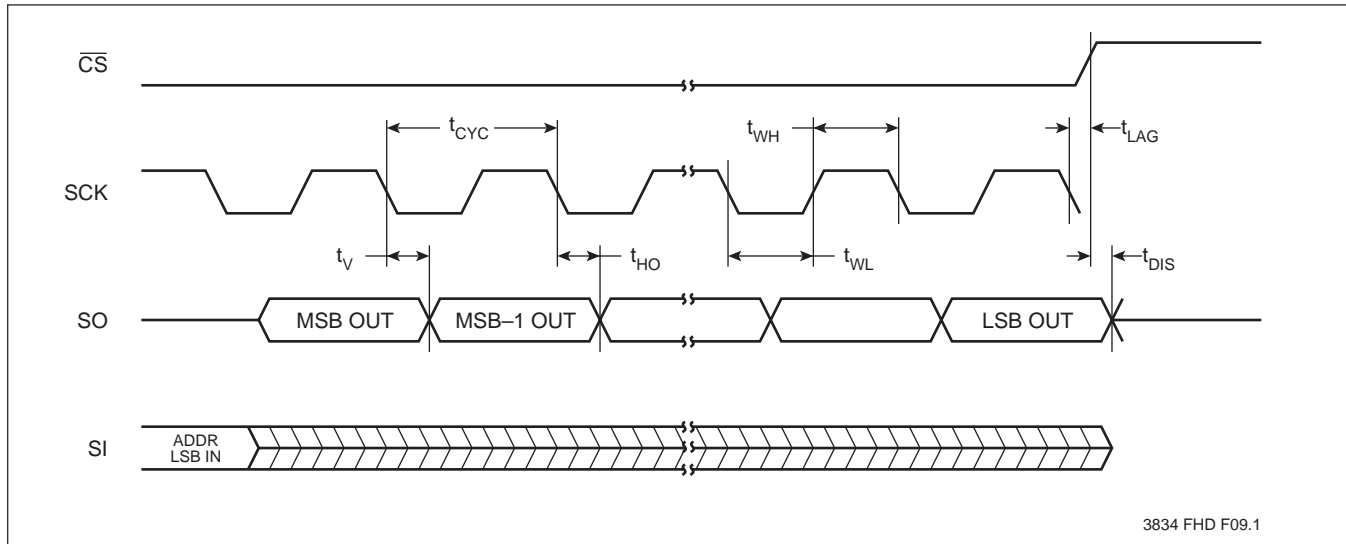 CS
tCYC
tWH
tLAG
SCK
tV
tHO
tWL
tDIS
SO
MSB OUT
MSB–1 OUT
LSB OUT
SI
ADDR
LSB IN
3834 FHD F09.1